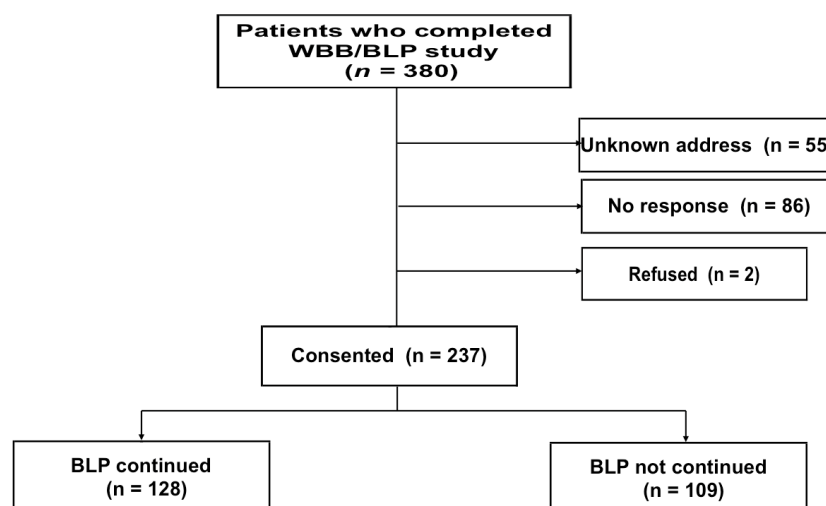 Patients who completed
WBB/BLP study
(n = 380)
Unknown address (n = 55
No response (n = 86)
Refused (n = 2)
Consented (n = 237)
BLP continued
(n = 128)
BLP not continued
(n = 109)